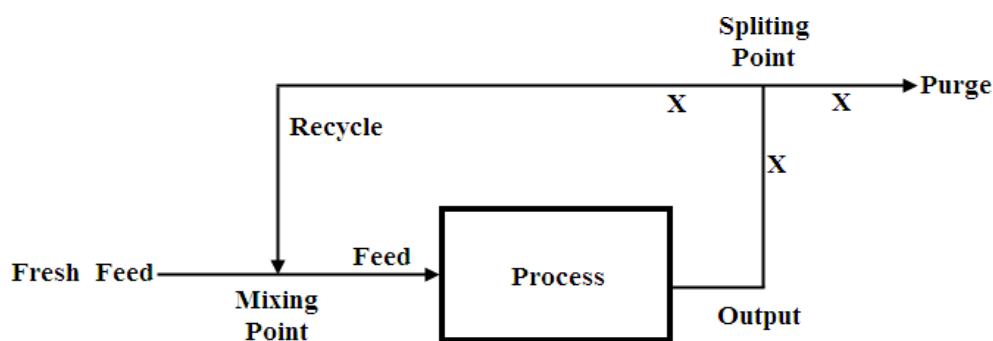 Spliting
Point
X
X
Purge
Recycle
X
Fresh Feed
Feed
Process
Mixing
Point
Output